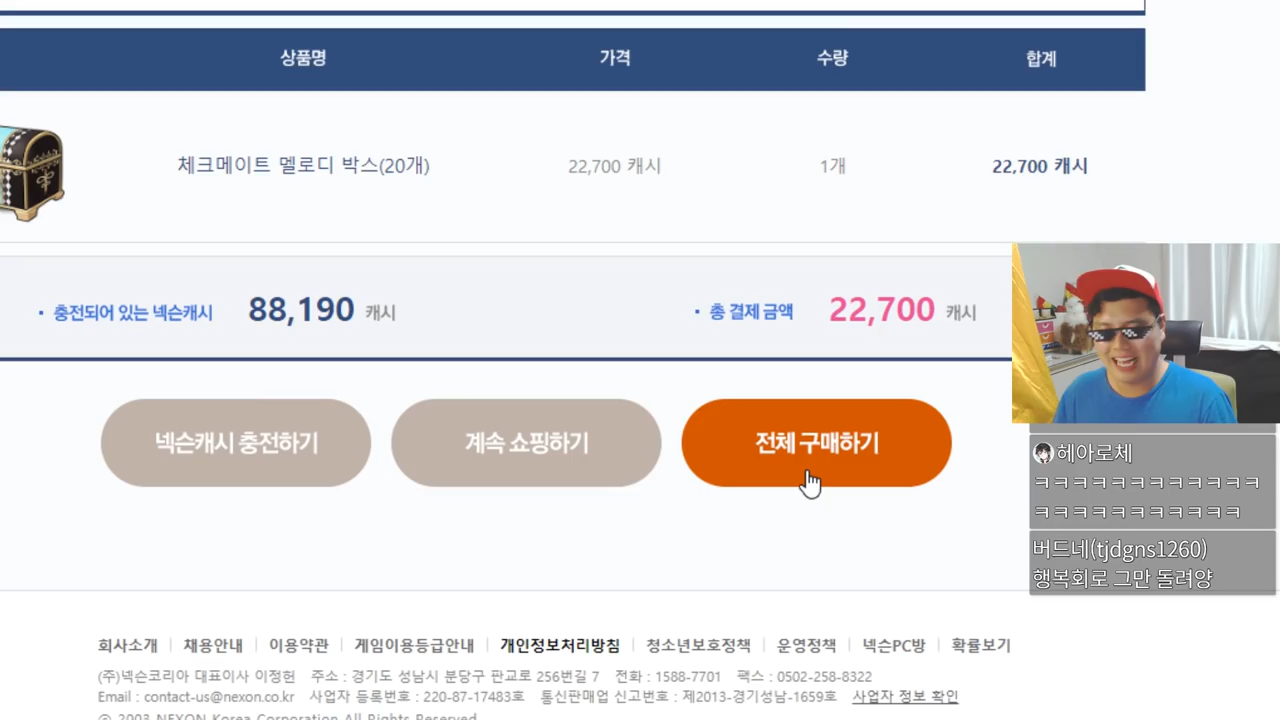 상품명 가격 수량 합계
체크메이트 멜로디 박스(20개) 22,700 캐시 1개 22,700 캐시
· 충전되어 있는 넥슨캐시 88,190 캐시 · 총 결제 금액 22,700 캐시
넥슨캐시 충전하기 계속 쇼핑하기 전체 구매하기
헤아로체
ㅋㅋㅋㅋㅋㅋㅋㅋㅋㅋㅋㅋ
ㅋㅋㅋㅋㅋㅋㅋㅋㅋㅋㅋ
버드네(tjdgns1260)
행복회로 그만 돌려양
회사소개 | 채용안내 | 이용약관 | 게임이용등급안내 | 개인정보처리방침 | 청소년보호정책 | 운영정책 | 넥슨PC방 | 확률보기
(주)넥슨코리아 대표이사 이정헌 주소 : 경기도 성남시 분당구 판교로 256번길 7 전화 : 1588-7701 팩스 : 0502-258-8322
Email : contact-us@nexon.co.kr 사업자 등록번호 : 220-87-17483호 통신판매업 신고번호 : 제2013-경기성남-1659호 사업자 정보 확인
© 2003 NEXON Korea Corporation All Rights Reserved.